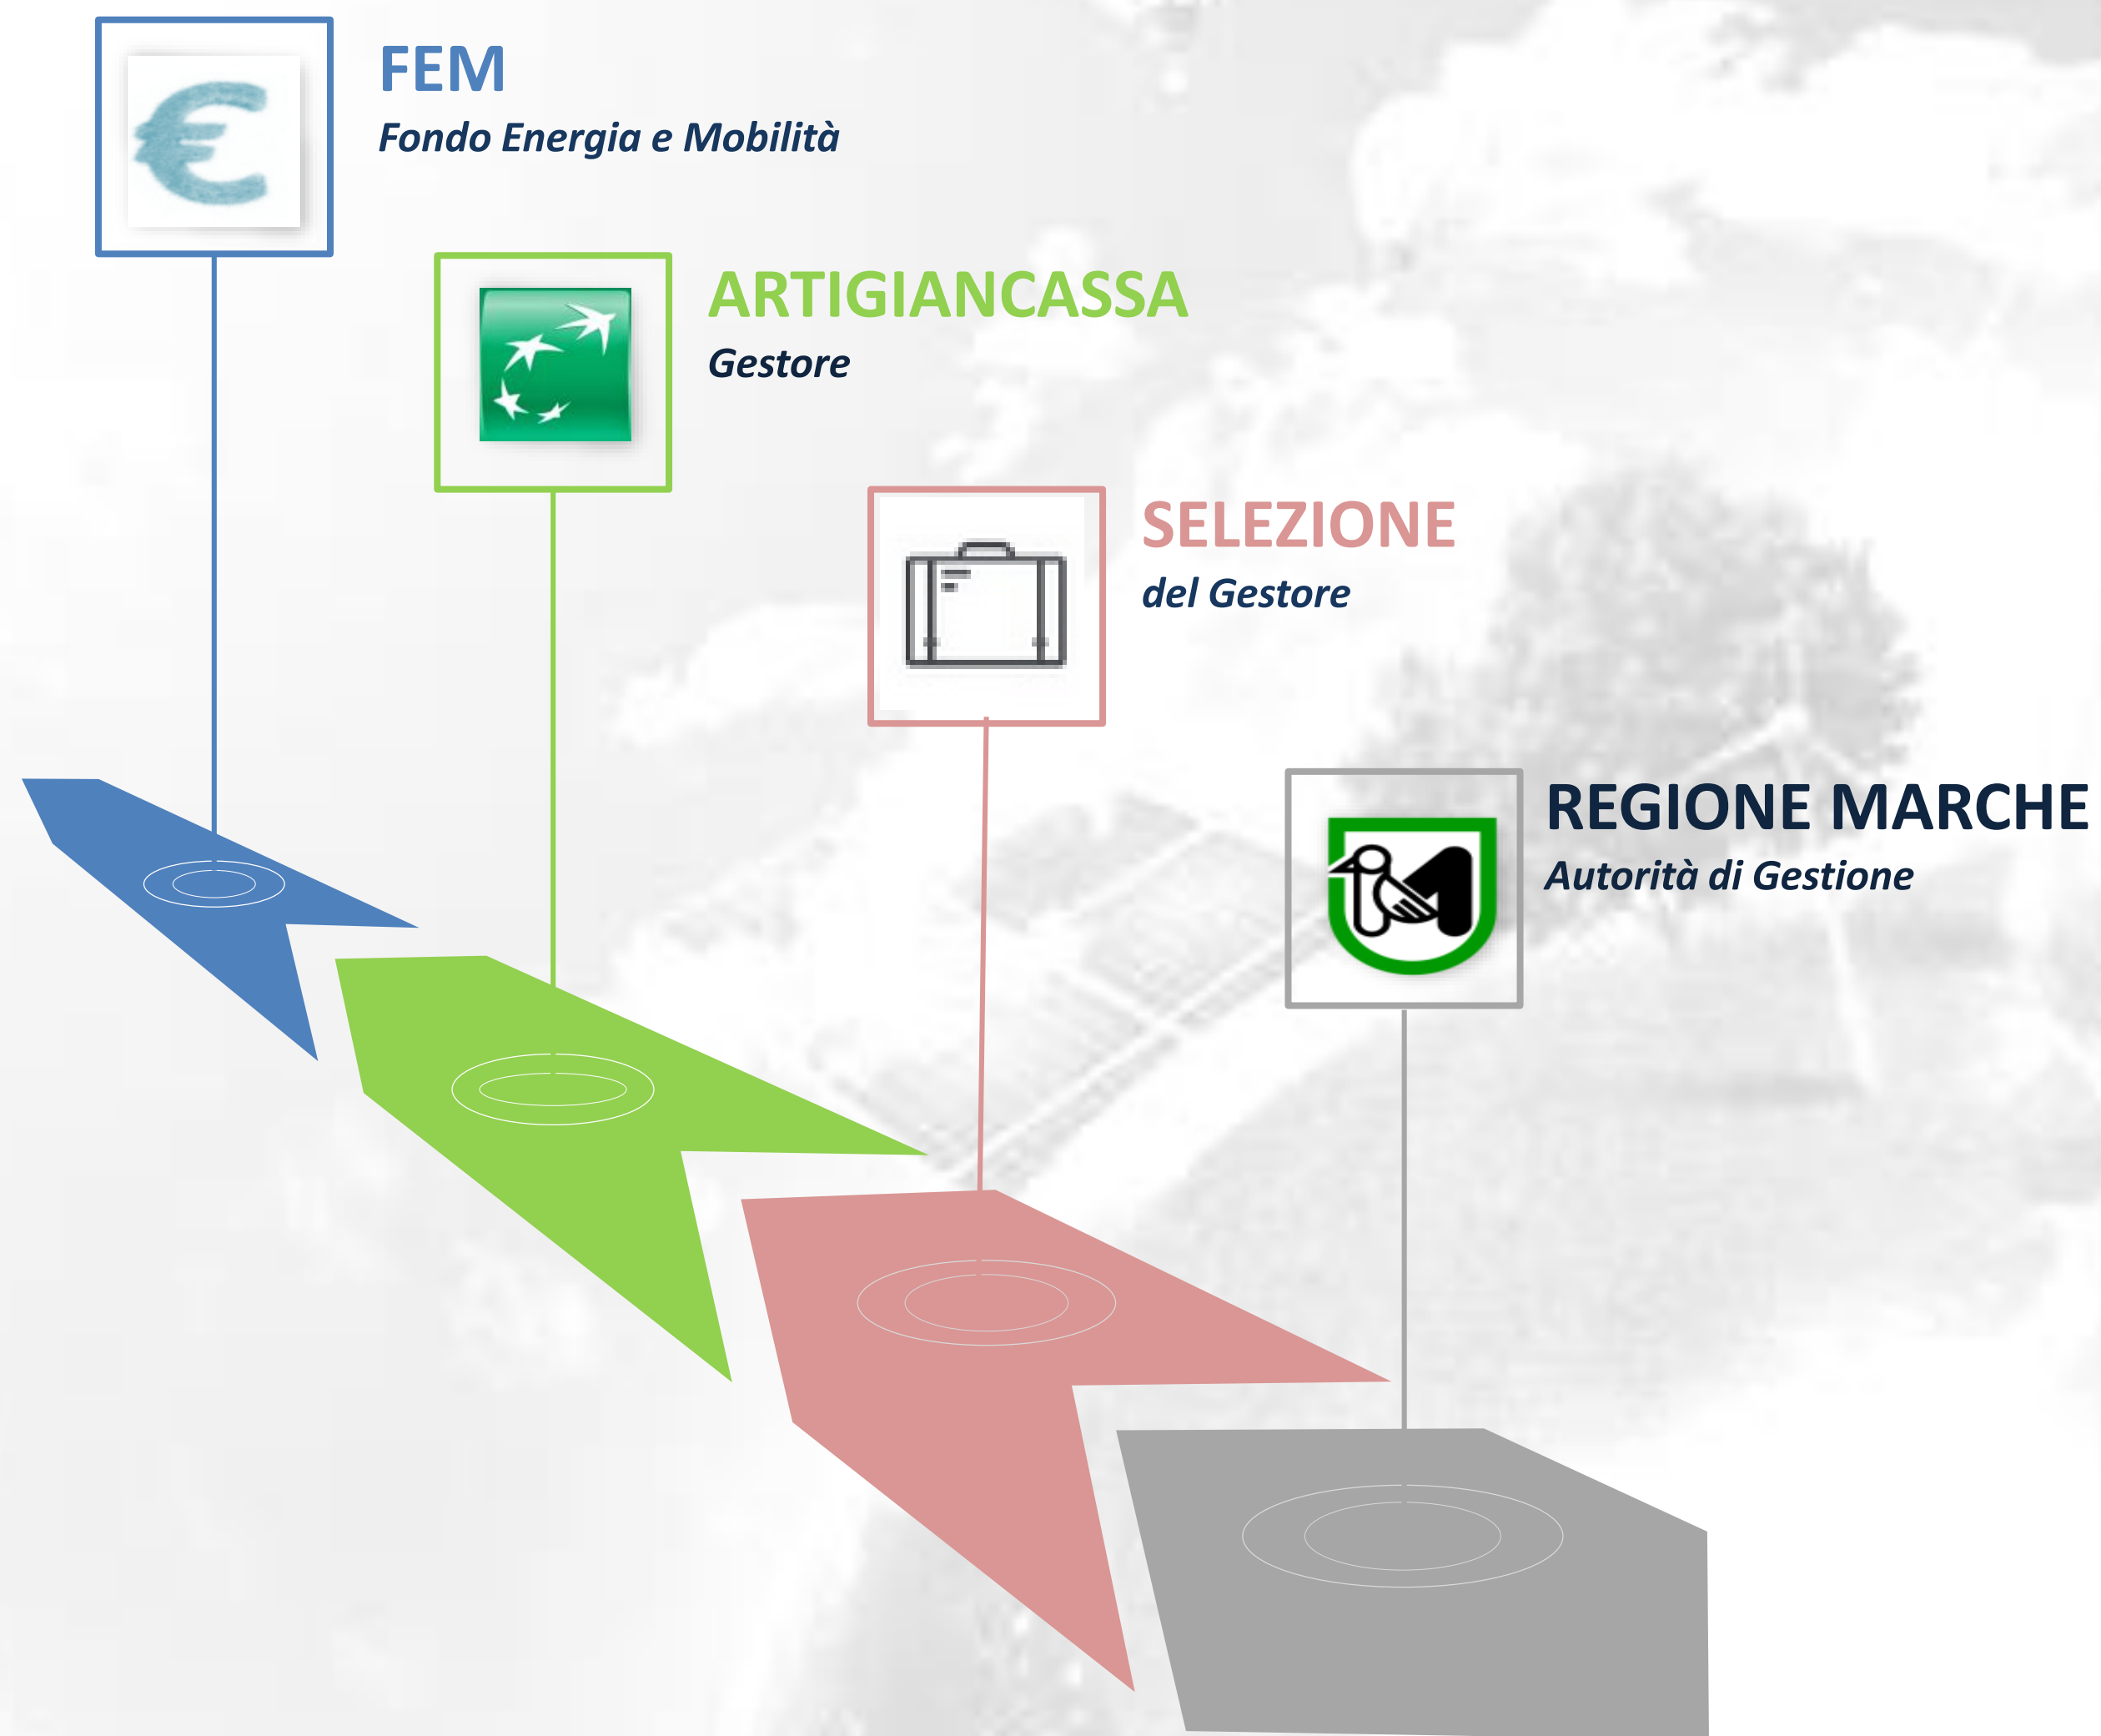 FEM
Fondo Energia e Mobilità
ARTIGIANCASSA
Gestore
SELEZIONE
del Gestore
REGIONE MARCHE
Autorità di Gestione